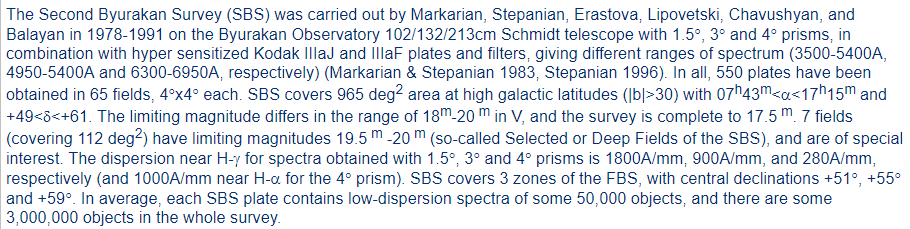 The Second Byurakan Survey (SBS) was carried out by Markarian, Stepanian, Erastova, Lipovetski, Chavushyan, and
Balayan in 1978-1991 on the Byurakan Observatory 102/132/213cm Schmidt telescope with 1.5°, 3° and 4° prisms, in
combination with hyper sensitized Kodak IIIaJ and IIIaF plates and filters, giving different ranges of spectrum (3500-5400A,
4950-5400A and 6300-6950A, respectively) (Markarian & Stepanian 1983, Stepanian 1996). In all, 550 plates have been
obtained in 65 fields, 4°x4° each. SBS covers 965 deg² area at high galactic latitudes (|b|>30) with 07ʰ43ᵐ<α<17ʰ15ᵐ and
+49<δ<+61. The limiting magnitude differs in the range of 18ᵐ-20 ᵐ in V, and the survey is complete to 17.5 ᵐ. 7 fields
(covering 112 deg²) have limiting magnitudes 19.5 ᵐ -20 ᵐ (so-called Selected or Deep Fields of the SBS), and are of special
interest. The dispersion near H-γ for spectra obtained with 1.5°, 3° and 4° prisms is 1800A/mm, 900A/mm, and 280A/mm,
respectively (and 1000A/mm near H-α for the 4° prism). SBS covers 3 zones of the FBS, with central declinations +51°, +55°
and +59°. In average, each SBS plate contains low-dispersion spectra of some 50,000 objects, and there are some
3,000,000 objects in the whole survey.